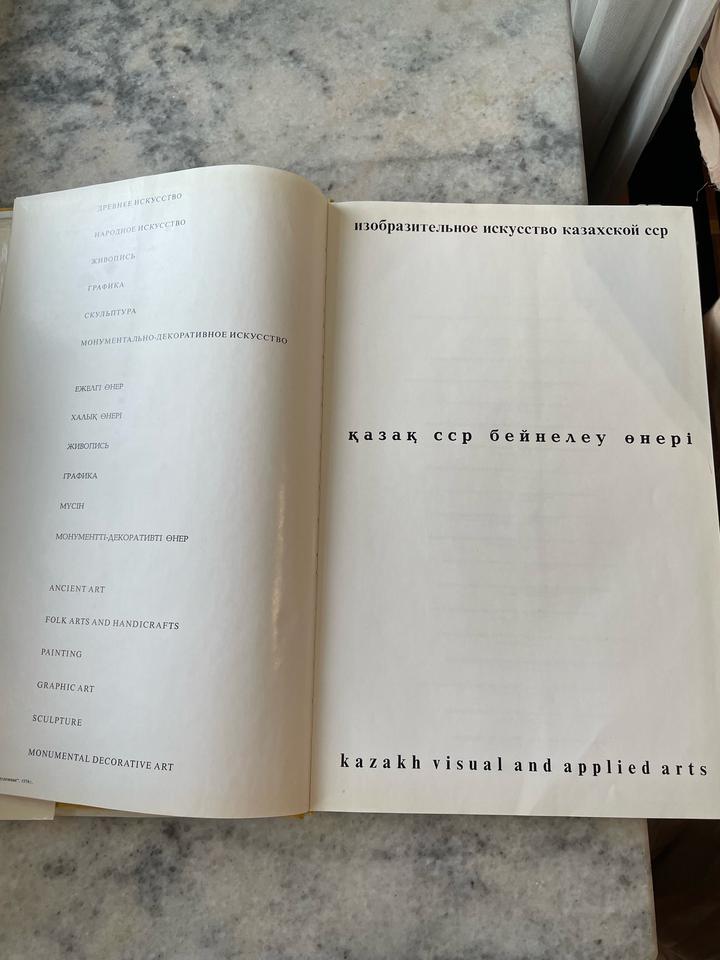 ДРЕВНЕЕ ИСКУССТВО
НАРОДНОЕ ИСКУССТВО
ЖИВОПИСЬ
ГРАФИКА
СКУЛЬПТУРА
МОНУМЕНТАЛЬНО-ДЕКОРАТИВНОЕ ИСКУССТВО
ЕЖЕЛГІ ӨНЕР
ХАЛЫҚ ӨНЕРІ
ЖИВОПИСЬ
ГРАФИКА
МҮСІН
МОНУМЕНТТІ-ДЕКОРАТИВТІ ӨНЕР
ANCIENT ART
FOLK ARTS AND HANDICRAFTS
PAINTING
GRAPHIC ART
SCULPTURE
MONUMENTAL DECORATIVE ART
изобразительное искусство казахской сср
қазақ сср бейнелеу өнері
kazakh visual and applied arts